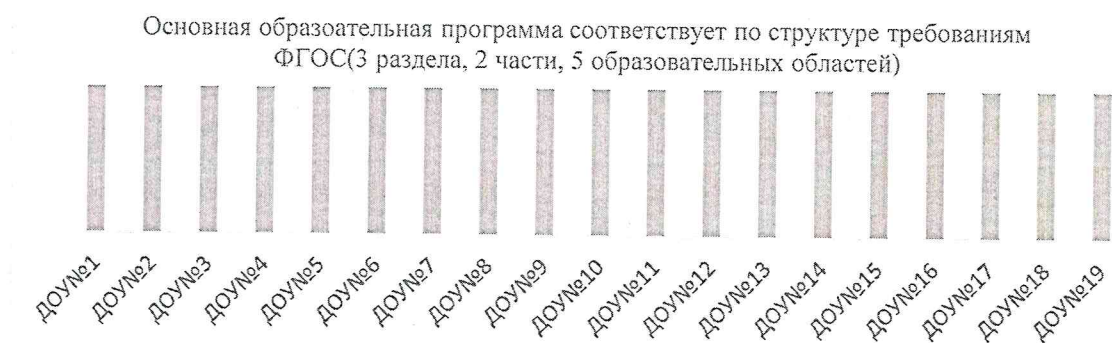 Основная образоательная программа соответствует по структуре требованиям
ФГОС(3 раздела, 2 части, 5 образовательных областей)
ДОУ№1
ДОУ№2
ДОУ№3
ДОУ№4
ДОУ№5
ДОУ№6
ДОУ№7
ДОУ№8
ДОУ№9
ДОУ№10
ДОУ№11
ДОУ№12
ДОУ№13
ДОУ№14
ДОУ№15
ДОУ№16
ДОУ№17
ДОУ№18
ДОУ№19